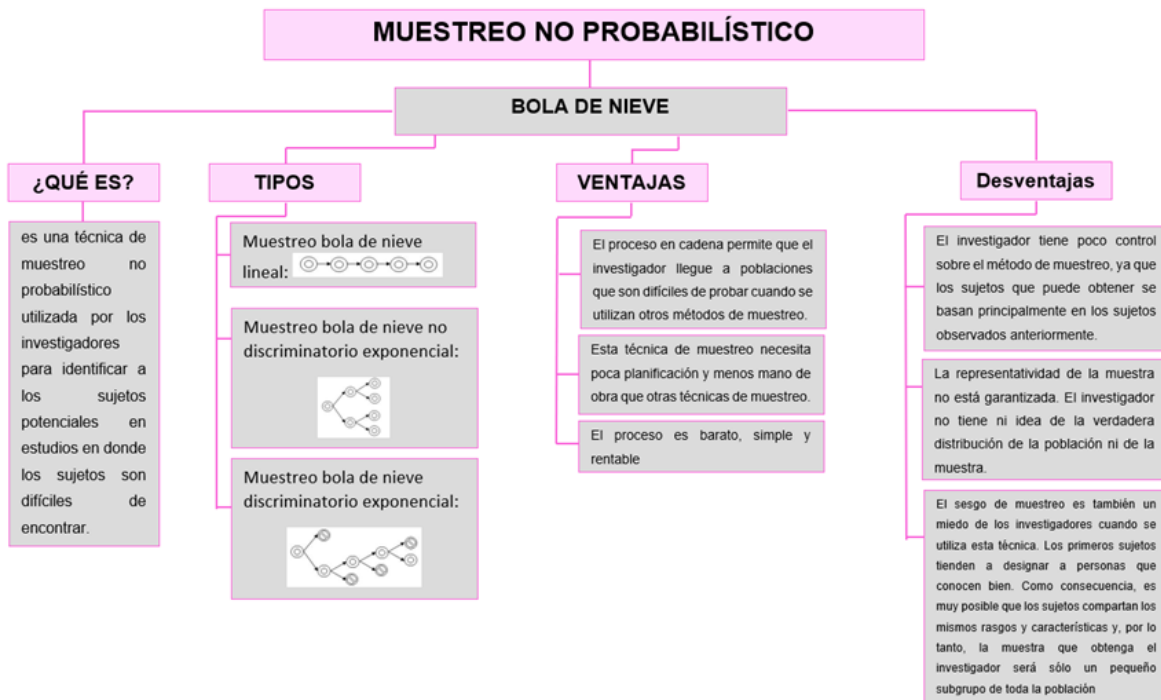 MUESTREO NO PROBABILÍSTICO
BOLA DE NIEVE
¿QUÉ ES?
es una técnica de
muestreo no
probabilístico
utilizada por los
investigadores
para identificar a
los sujetos
potenciales en
estudios en donde
los sujetos son
difíciles de
encontrar.
TIPOS
Muestreo bola de nieve
lineal:
Muestreo bola de nieve no
discriminatorio exponencial:
Muestreo bola de nieve
discriminatorio exponencial:
VENTAJAS
El proceso en cadena permite que el
investigador llegue a poblaciones
que son difíciles de probar cuando se
utilizan otros métodos de muestreo.
Esta técnica de muestreo necesita
poca planificación y menos mano de
obra que otras técnicas de muestreo.
El proceso es barato, simple y
rentable
Desventajas
El investigador tiene poco control
sobre el método de muestreo, ya que
los sujetos que puede obtener se
basan principalmente en los sujetos
observados anteriormente.
La representatividad de la muestra
no está garantizada. El investigador
no tiene ni idea de la verdadera
distribución de la población ni de la
muestra.
El sesgo de muestreo es también un
miedo de los investigadores cuando se
utiliza esta técnica. Los primeros sujetos
tienden a designar a personas que
conocen bien. Como consecuencia, es
muy posible que los sujetos compartan los
mismos rasgos y características y, por lo
tanto, la muestra que obtenga el
investigador será sólo un pequeño
subgrupo de toda la población